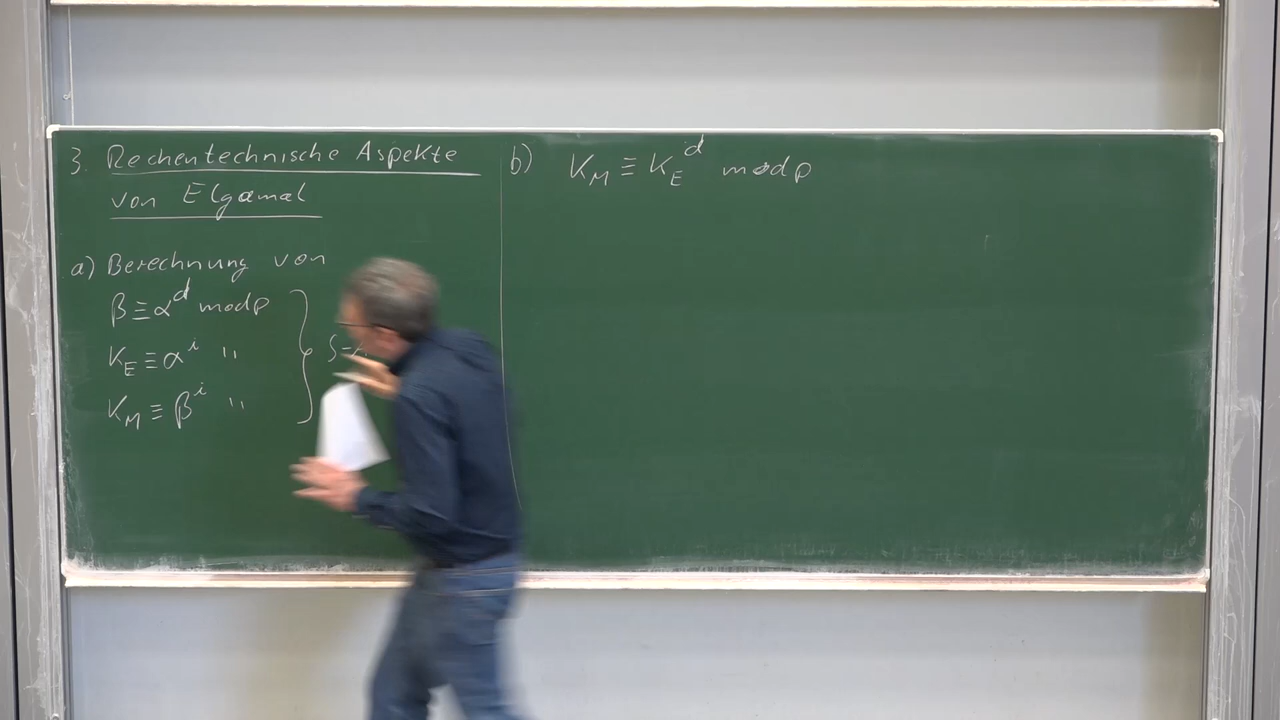 3. Rechentechnische Aspekte
von Elgamal
a) Berechnung von
β ≡ α^d mod p
K_E ≡ α^i "
K_M ≡ β^i "
b) K_M ≡ K_E^d mod p